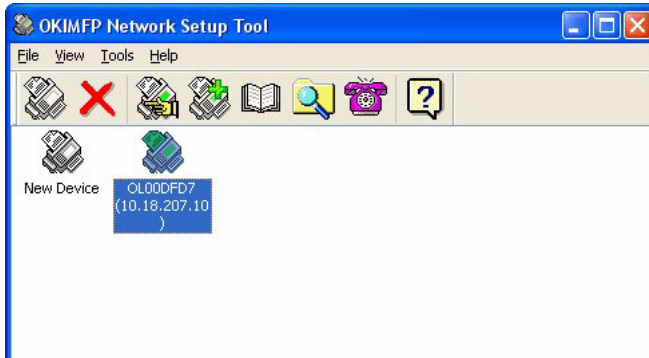 OKIMFP Network Setup Tool
File View Tools Help
New Device
OL00DFD7
(10.18.207.10
)